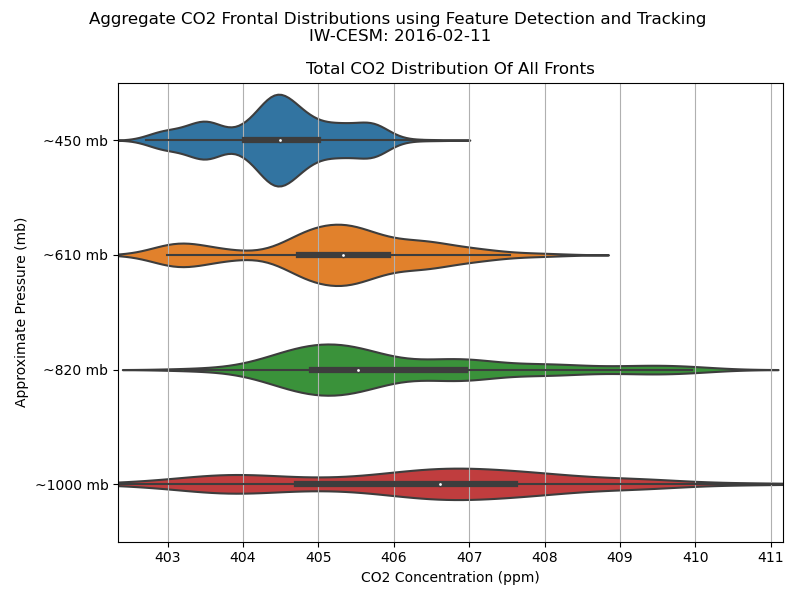 Aggregate CO2 Frontal Distributions using Feature Detection and Tracking
IW-CESM: 2016-02-11
Total CO2 Distribution Of All Fronts
Approximate Pressure (mb)
~450 mb
~610 mb
~820 mb
~1000 mb
403 404 405 406 407 408 409 410 411
CO2 Concentration (ppm)